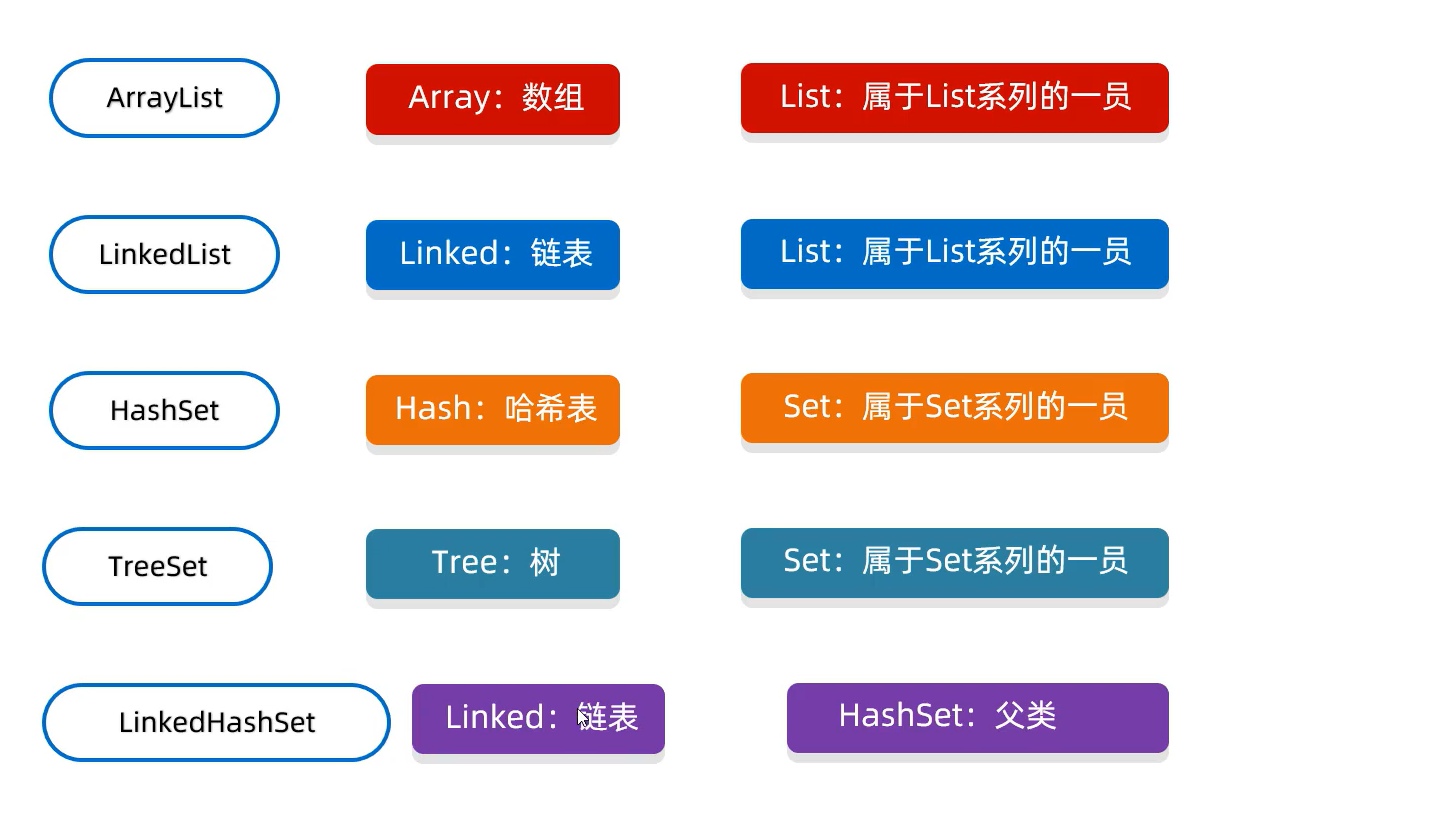 ArrayList
Array：数组
List：属于List系列的一员
LinkedList
Linked：链表
List：属于List系列的一员
HashSet
Hash：哈希表
Set：属于Set系列的一员
TreeSet
Tree：树
Set：属于Set系列的一员
LinkedHashSet
Linked：链表
HashSet：父类